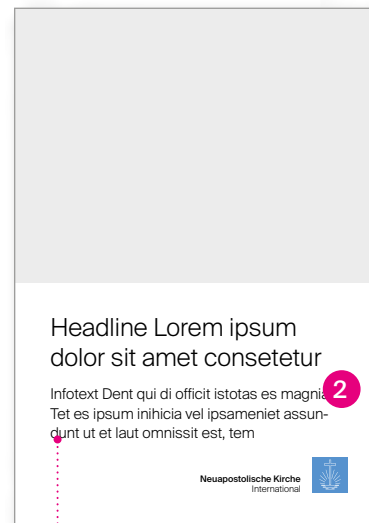 Headline Lorem ipsum
dolor sit amet consetetur
Infotext Dent qui di officit istotas es magnia
2
Tet es ipsum inihicia vel ipsameniet assun-
dunt ut et laut omnissit est, tem
Neuapostolische Kirche
International